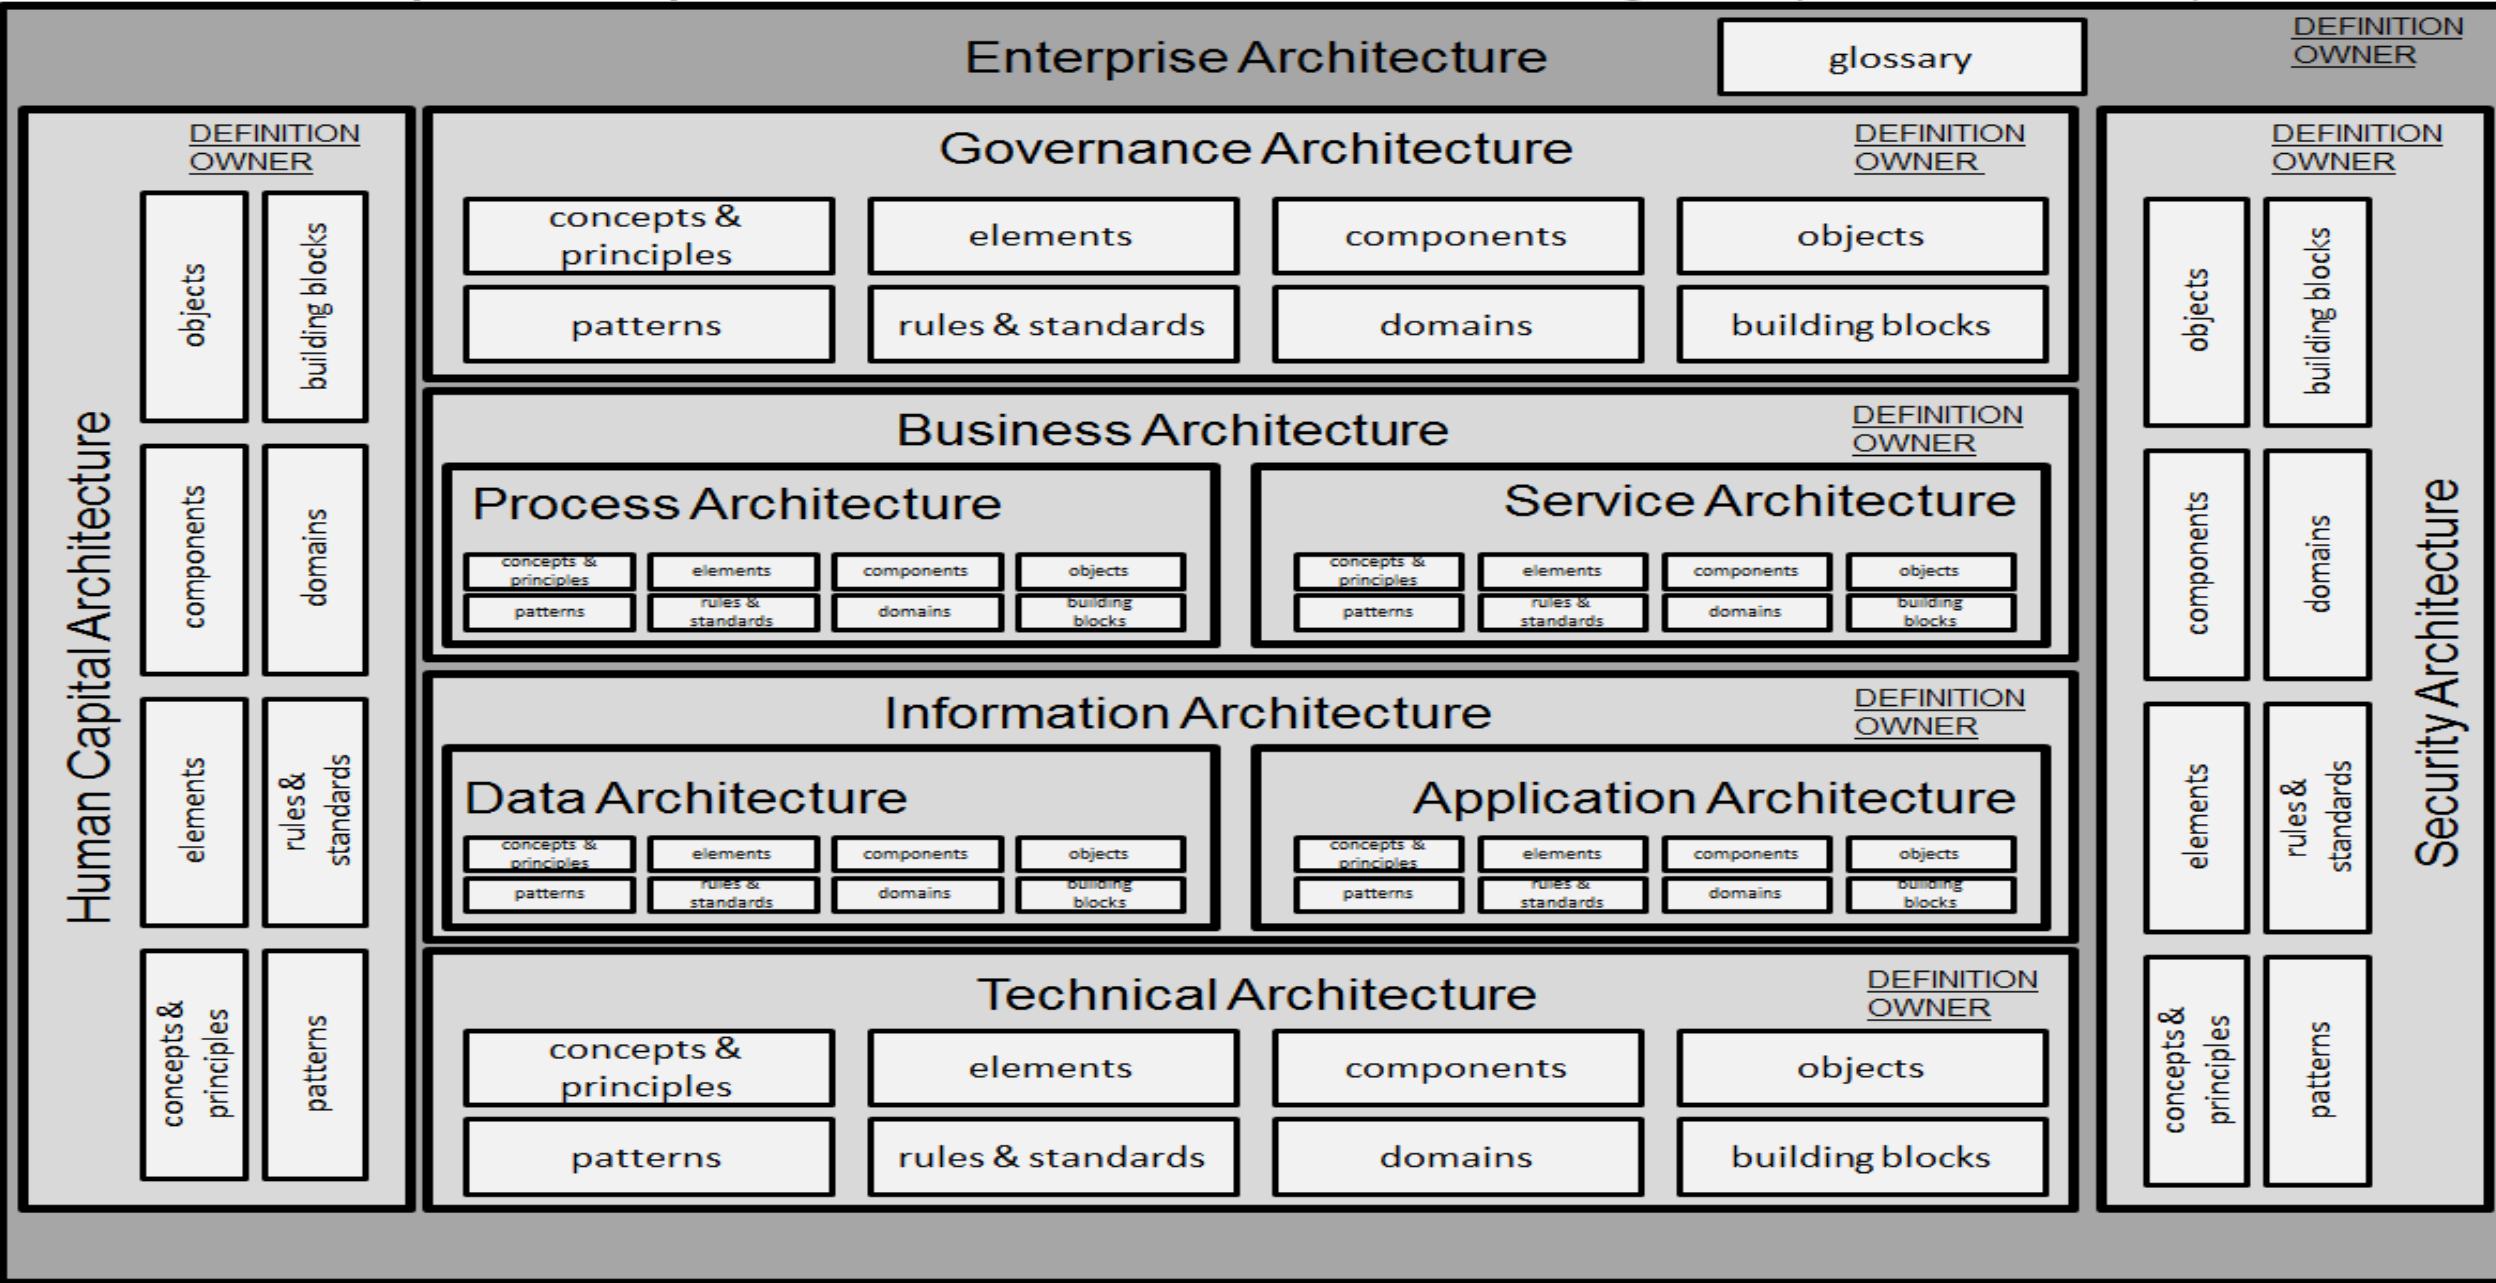 Enterprise Architecture
glossary
DEFINITION
OWNER
DEFINITION
OWNER
objects
building blocks
components
domains
elements
rules &
standards
concepts &
principles
patterns
Human Capital Architecture
Governance Architecture
DEFINITION
OWNER
concepts &
principles
elements
components
objects
patterns
rules & standards
domains
building blocks
Business Architecture
DEFINITION
OWNER
Process Architecture
concepts &
principles
elements
components
objects
patterns
rules &
standards
domains
building
blocks
Service Architecture
concepts &
principles
elements
components
objects
patterns
rules &
standards
domains
building
blocks
Information Architecture
DEFINITION
OWNER
Data Architecture
concepts &
principles
elements
components
objects
patterns
rules &
standards
domains
building
blocks
Application Architecture
concepts &
principles
elements
components
objects
patterns
rules &
standards
domains
building
blocks
Technical Architecture
DEFINITION
OWNER
concepts &
principles
elements
components
objects
patterns
rules & standards
domains
building blocks
DEFINITION
OWNER
objects
building blocks
components
domains
elements
rules &
standards
concepts &
principles
patterns
Security Architecture